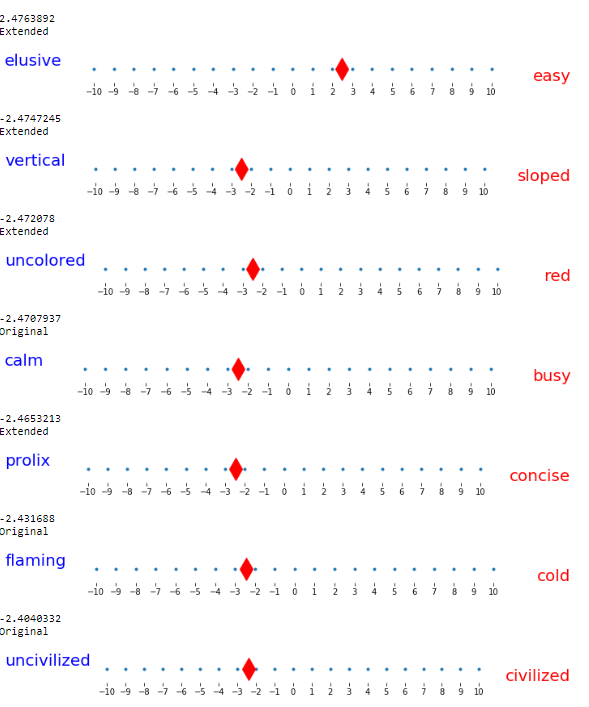 2.4763892
Extended
elusive
easy
−10 −9 −8 −7 −6 −5 −4 −3 −2 −1 0 1 2 3 4 5 6 7 8 9 10
-2.4747245
Extended
vertical
sloped
−10 −9 −8 −7 −6 −5 −4 −3 −2 −1 0 1 2 3 4 5 6 7 8 9 10
-2.472078
Extended
uncolored
red
−10 −9 −8 −7 −6 −5 −4 −3 −2 −1 0 1 2 3 4 5 6 7 8 9 10
-2.4707937
Original
calm
busy
−10 −9 −8 −7 −6 −5 −4 −3 −2 −1 0 1 2 3 4 5 6 7 8 9 10
-2.4653213
Extended
prolix
concise
−10 −9 −8 −7 −6 −5 −4 −3 −2 −1 0 1 2 3 4 5 6 7 8 9 10
-2.431688
Original
flaming
cold
−10 −9 −8 −7 −6 −5 −4 −3 −2 −1 0 1 2 3 4 5 6 7 8 9 10
-2.4040332
Original
uncivilized
civilized
−10 −9 −8 −7 −6 −5 −4 −3 −2 −1 0 1 2 3 4 5 6 7 8 9 10